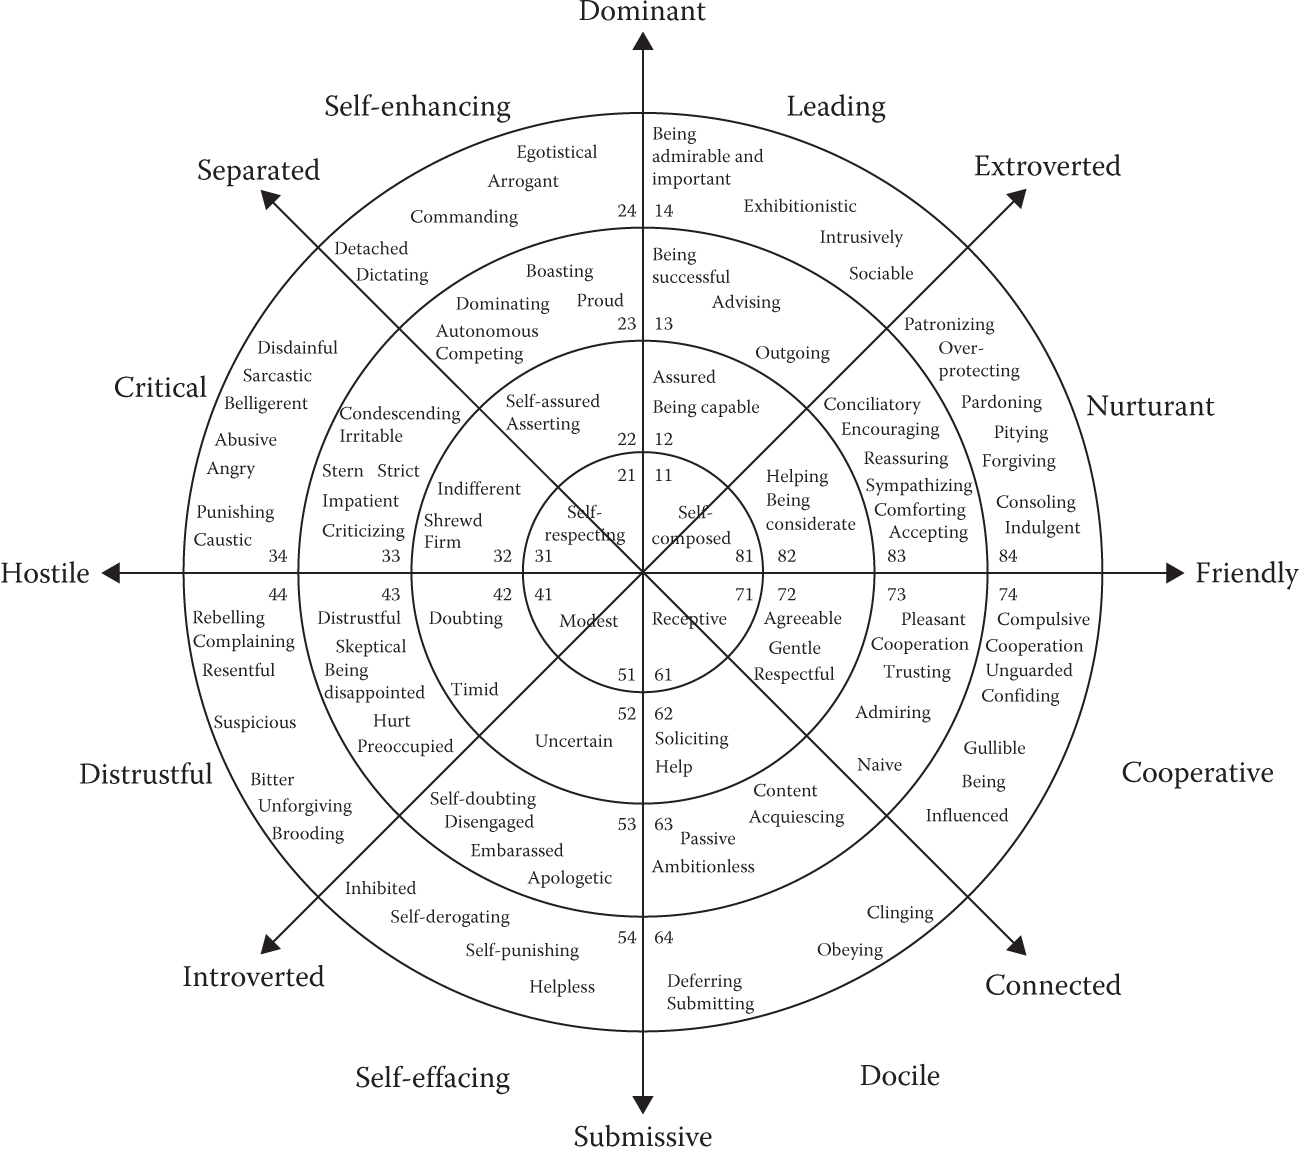 Dominant
Self-enhancing
Leading
Separated
Extroverted
Critical
Nurturant
Hostile
Friendly
Distrustful
Cooperative
Introverted
Connected
Self-effacing
Docile
Submissive
Egotistical
Arrogant
Commanding
24
Detached
Dictating
Being
admirable and
important
14
Exhibitionistic
Intrusively
Sociable
Boasting
Dominating
Proud
Autonomous
23
Competing
Being
successful
Advising
13
Outgoing
Self-assured
Asserting
22
Assured
Being capable
12
21
11
Self-
respecting
Self-
composed
31
81
Disdainful
Sarcastic
Belligerent
Abusive
Angry
Punishing
Caustic
34
Condescending
Irritable
Stern
Strict
Impatient
Criticizing
33
Indifferent
Shrewd
Firm
32
Helping
Being
considerate
82
Conciliatory
Encouraging
Reassuring
Sympathizing
Comforting
Accepting
83
Patronizing
Over-
protecting
Pardoning
Pitying
Forgiving
Consoling
Indulgent
84
44
Rebelling
Complaining
Resentful
Suspicious
Bitter
Unforgiving
Brooding
43
Distrustful
Skeptical
Being
disappointed
Hurt
Preoccupied
42
Doubting
Timid
41
Modest
51
71
Receptive
61
72
Agreeable
Gentle
Respectful
73
Pleasant
Cooperation
Trusting
Admiring
Naive
74
Compulsive
Cooperation
Unguarded
Confiding
Gullible
Being
Influenced
52
Uncertain
62
Soliciting
Help
Self-doubting
Disengaged
53
Embarassed
Apologetic
Content
Acquiescing
63
Passive
Ambitionless
Inhibited
Self-derogating
54
Self-punishing
Helpless
64
Clinging
Obeying
Deferring
Submitting